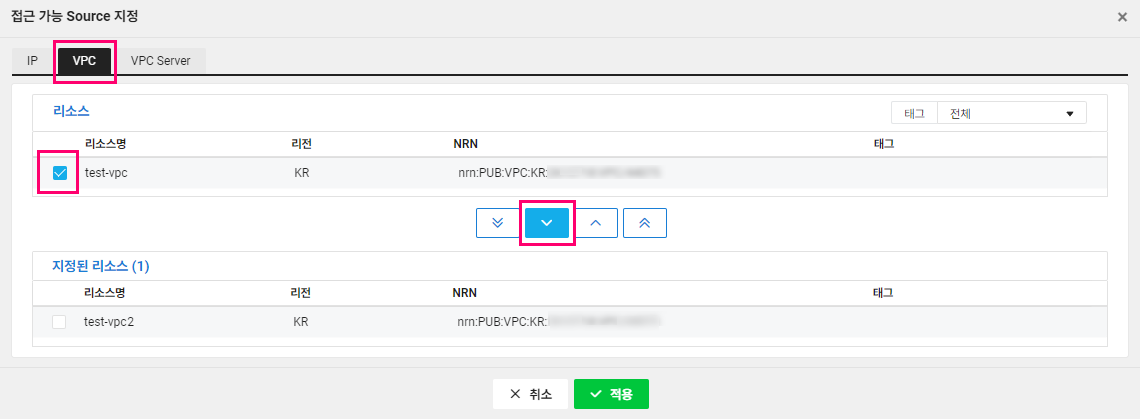 접근 가능 Source 지정
IP VPC VPC Server
리소스 태그 전체
리소스명 리전 NRN 태그
test-vpc KR nrn:PUB:VPC:KR:
지정된 리소스 (1)
리소스명 리전 NRN 태그
test-vpc2 KR nrn:PUB:VPC:KR:
취소 적용